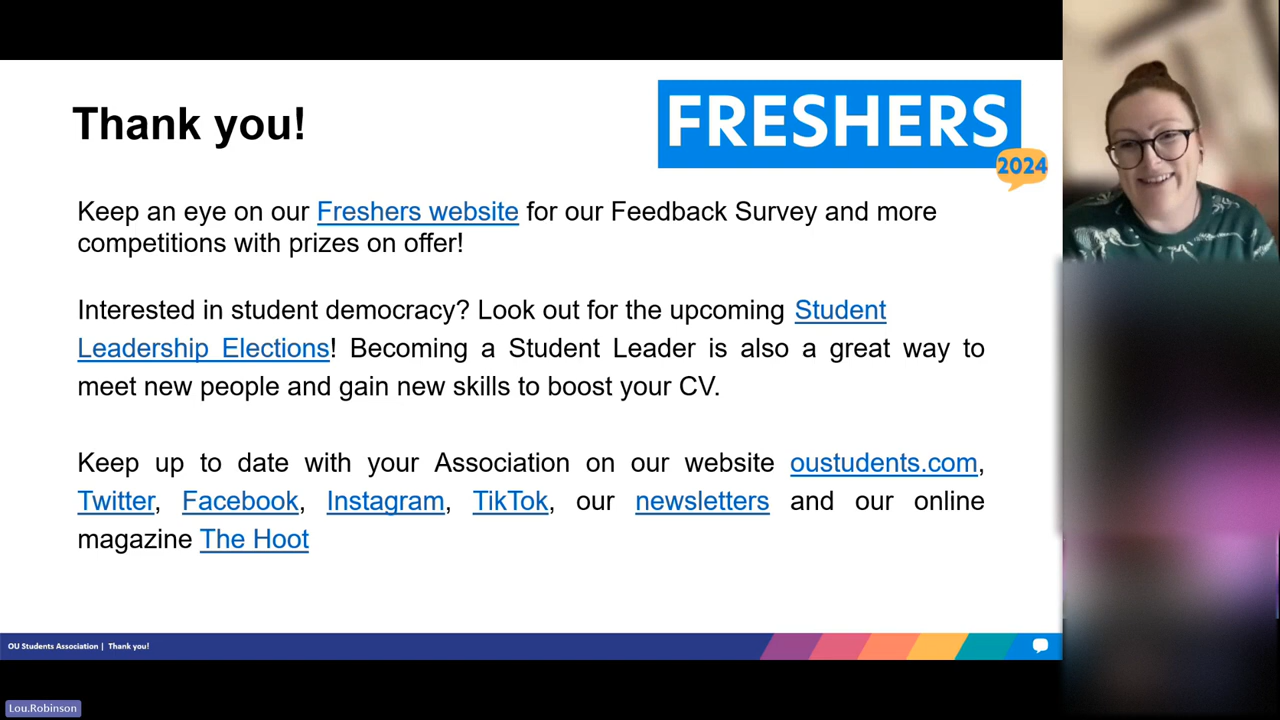 Thank you!
FRESHERS
2024
Keep an eye on our Freshers website for our Feedback Survey and more
competitions with prizes on offer!
Interested in student democracy? Look out for the upcoming Student
Leadership Elections! Becoming a Student Leader is also a great way to
meet new people and gain new skills to boost your CV.
Keep up to date with your Association on our website oustudents.com,
Twitter, Facebook, Instagram, TikTok, our newsletters and our online
magazine The Hoot
OU Students Association | Thank you!
Lou.Robinson